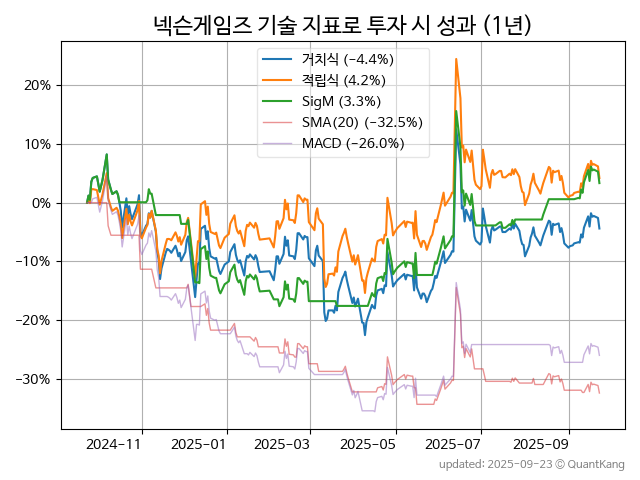 넥슨게임즈 기술 지표로 투자 시 성과 (1년)
거치식 (−4.4%)
적립식 (4.2%)
SigM (3.3%)
SMA(20) (−32.5%)
MACD (−26.0%)
20%
10%
0%
−10%
−20%
−30%
2024-11 2025-01 2025-03 2025-05 2025-07 2025-09
updated: 2025-09-23 © QuantKang